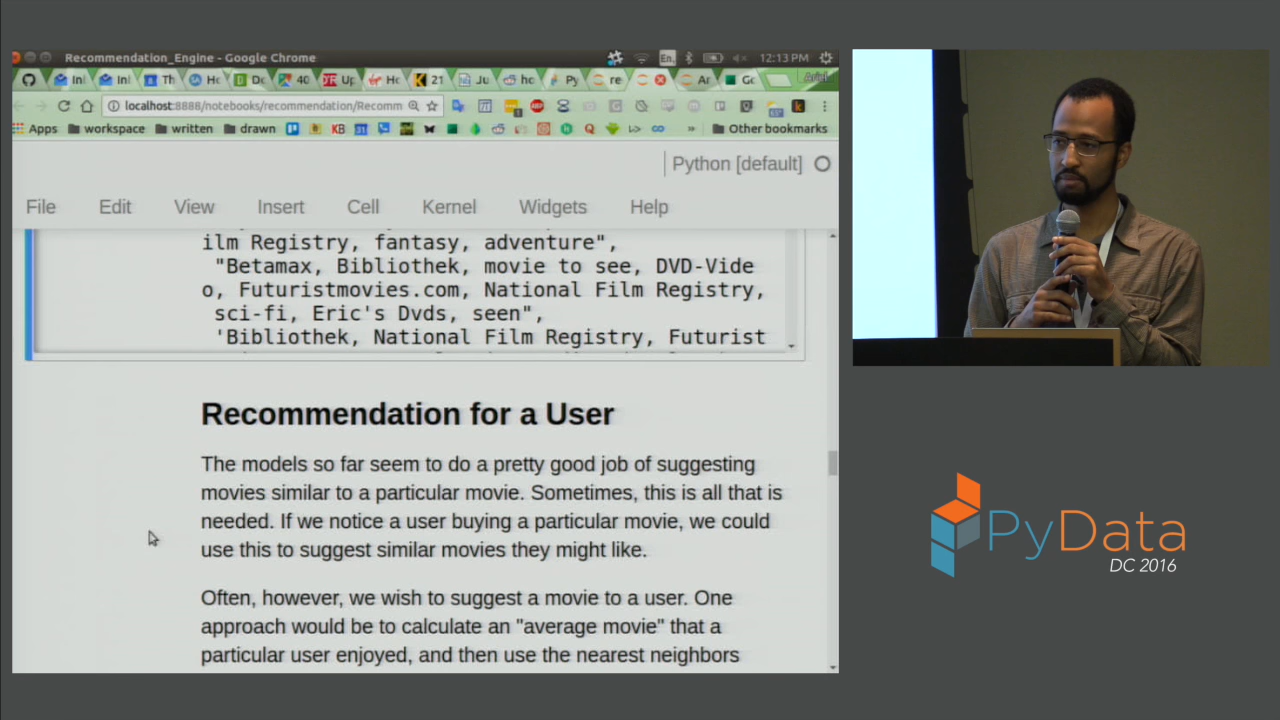 Recommendation_Engine - Google Chrome
En
12:13 PM
localhost:8888/notebooks/recommendation/Recomm
Apps workspace written drawn KB Other bookmarks
Python [default]
File Edit View Insert Cell Kernel Widgets Help
ilm Registry, fantasy, adventure",
"Betamax, Bibliothek, movie to see, DVD-Vide
o, Futuristmovies.com, National Film Registry,
sci-fi, Eric's Dvds, seen",
'Bibliothek, National Film Registry, Futurist
Recommendation for a User
The models so far seem to do a pretty good job of suggesting
movies similar to a particular movie. Sometimes, this is all that is
needed. If we notice a user buying a particular movie, we could
use this to suggest similar movies they might like.
Often, however, we wish to suggest a movie to a user. One
approach would be to calculate an "average movie" that a
particular user enjoyed, and then use the nearest neighbors
PyData
DC 2016